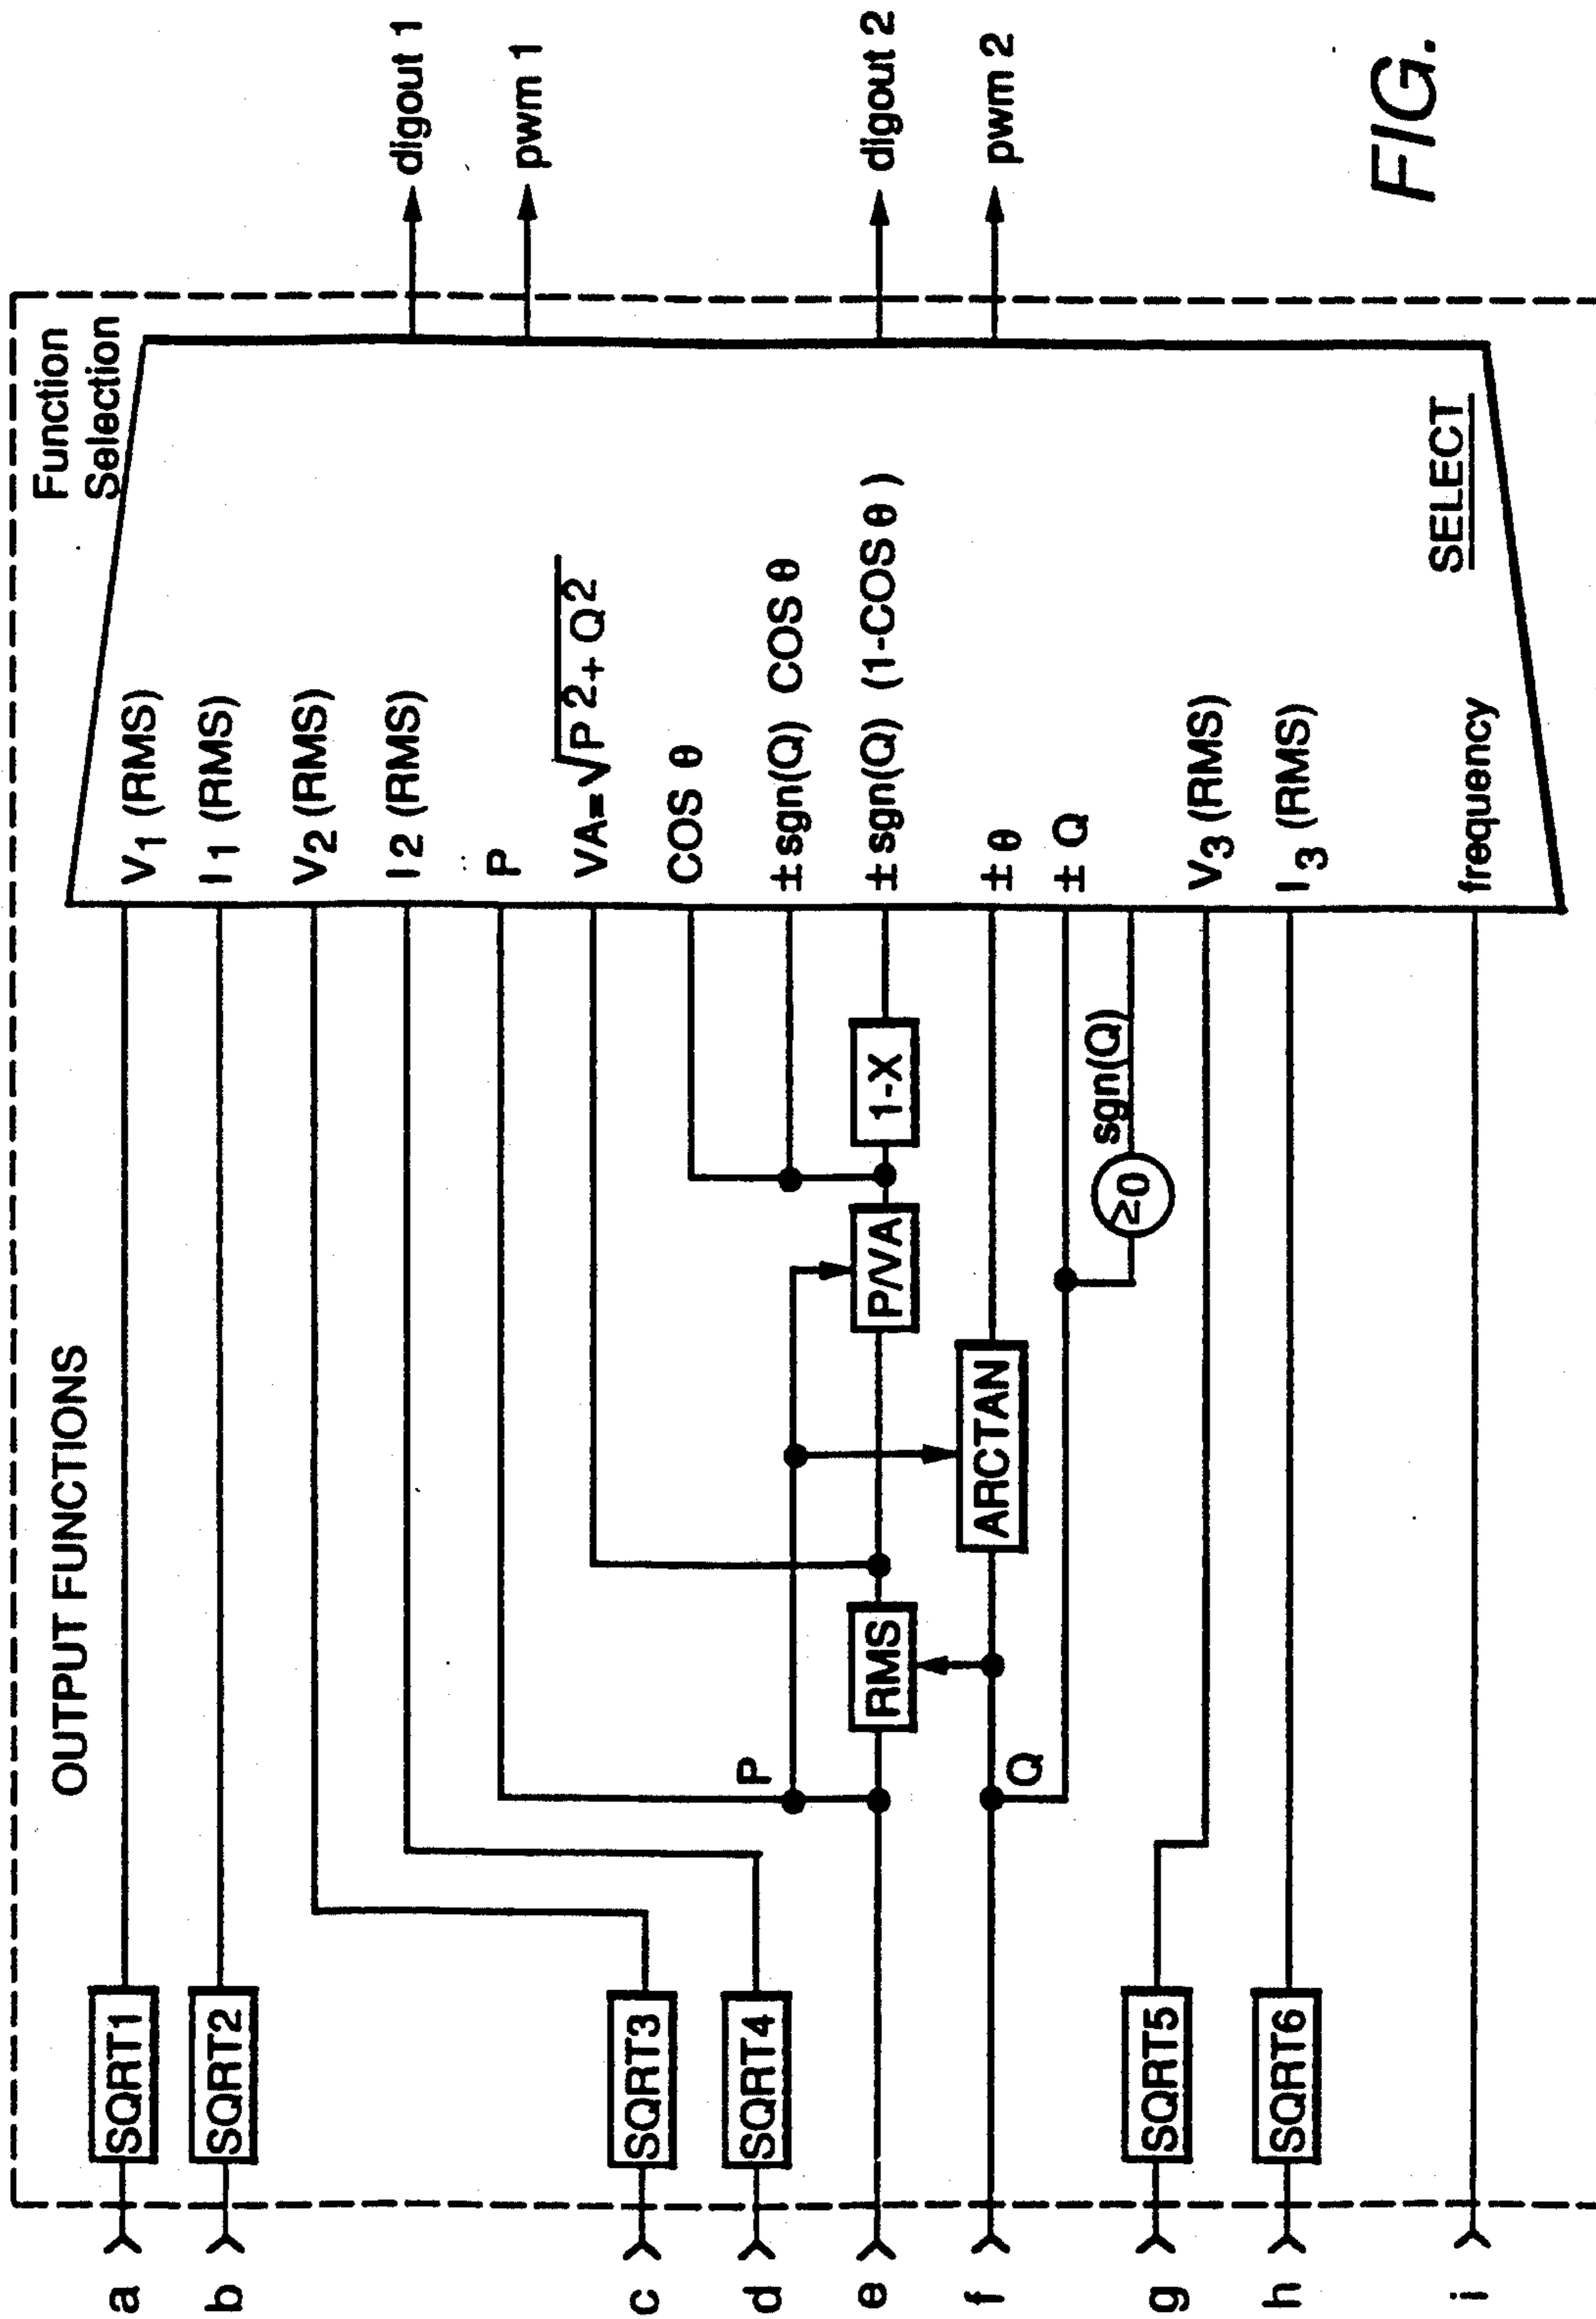 OUTPUT FUNCTIONS
Function
Selection
a
SQRT1
V1 (RMS)
b
SQRT2
I1 (RMS)
V2 (RMS)
I2 (RMS)
digout 1
P
pwm 1
VA=√P2+Q2
c
SQRT3
COS θ
d
SQRT4
P
± sgn(Q) COS θ
e
RMS
P/VA
1-X
± sgn(Q) (1-COS θ)
digout 2
f
ARCTAN
± θ
pwm 2
Q
± Q
≥0
sgn(Q)
g
SQRT5
V3 (RMS)
h
SQRT6
I3 (RMS)
SELECT
i
frequency
FIG.